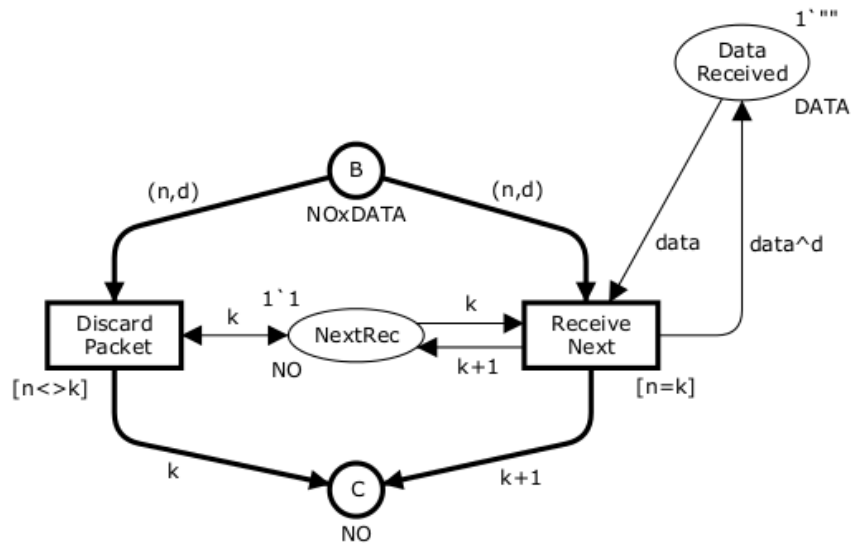 1`""
Data
Received
DATA
B
(n,d)
(n,d)
NOxDATA
data
data^d
1`1
k
k
Discard
Packet
NextRec
Receive
Next
NO
k+1
[n<>k]
[n=k]
k
k+1
C
NO